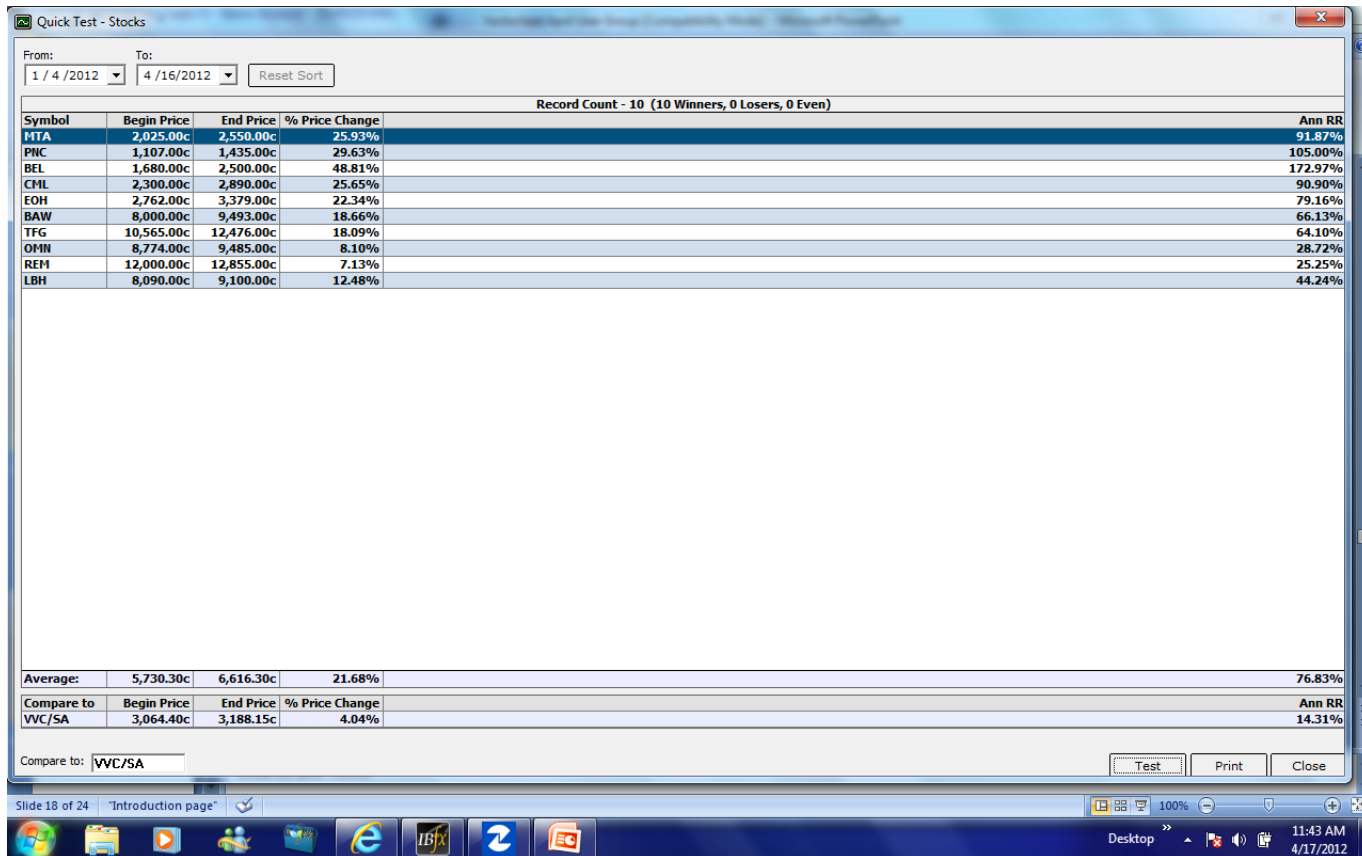 Quick Test - Stocks
From: To:
1 / 4 /2012 4 /16/2012 Reset Sort
Record Count - 10 (10 Winners, 0 Losers, 0 Even)
Symbol Begin Price End Price % Price Change Ann RR
MTA 2,025.00c 2,550.00c 25.93% 91.87%
PNC 1,107.00c 1,435.00c 29.63% 105.00%
BEL 1,680.00c 2,500.00c 48.81% 172.97%
CML 2,300.00c 2,890.00c 25.65% 90.90%
EOH 2,762.00c 3,379.00c 22.34% 79.16%
BAW 8,000.00c 9,493.00c 18.66% 66.13%
TFG 10,565.00c 12,476.00c 18.09% 64.10%
OMN 8,774.00c 9,485.00c 8.10% 28.72%
REM 12,000.00c 12,855.00c 7.13% 25.25%
LBH 8,090.00c 9,100.00c 12.48% 44.24%
Average: 5,730.30c 6,616.30c 21.68% 76.83%
Compare to Begin Price End Price % Price Change Ann RR
VVC/SA 3,064.40c 3,188.15c 4.04% 14.31%
Compare to: VVC/SA Test Print Close
Slide 18 of 24 "Introduction page" 100%
IBfx Desktop 11:43 AM
4/17/2012